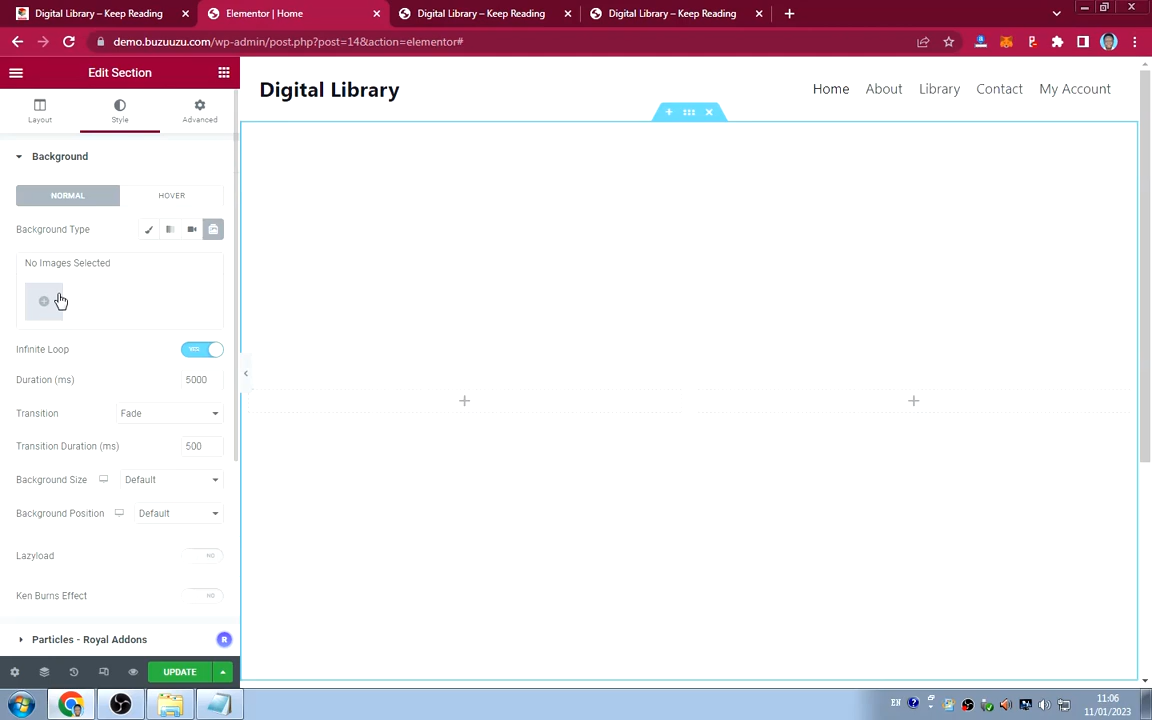 Digital Library – Keep Reading
Elementor | Home
Digital Library – Keep Reading
Digital Library – Keep Reading
demo.buzuuzu.com/wp-admin/post.php?post=14&action=elementor#
Edit Section
Layout
Style
Advanced
Digital Library
Home
About
Library
Contact
My Account
Background
NORMAL
HOVER
Background Type
No Images Selected
Infinite Loop
YES
Duration (ms)
5000
Transition
Fade
Transition Duration (ms)
500
Background Size
Default
Background Position
Default
Lazyload
NO
Ken Burns Effect
NO
Particles - Royal Addons
R
UPDATE
EN
11:06
11/01/2023